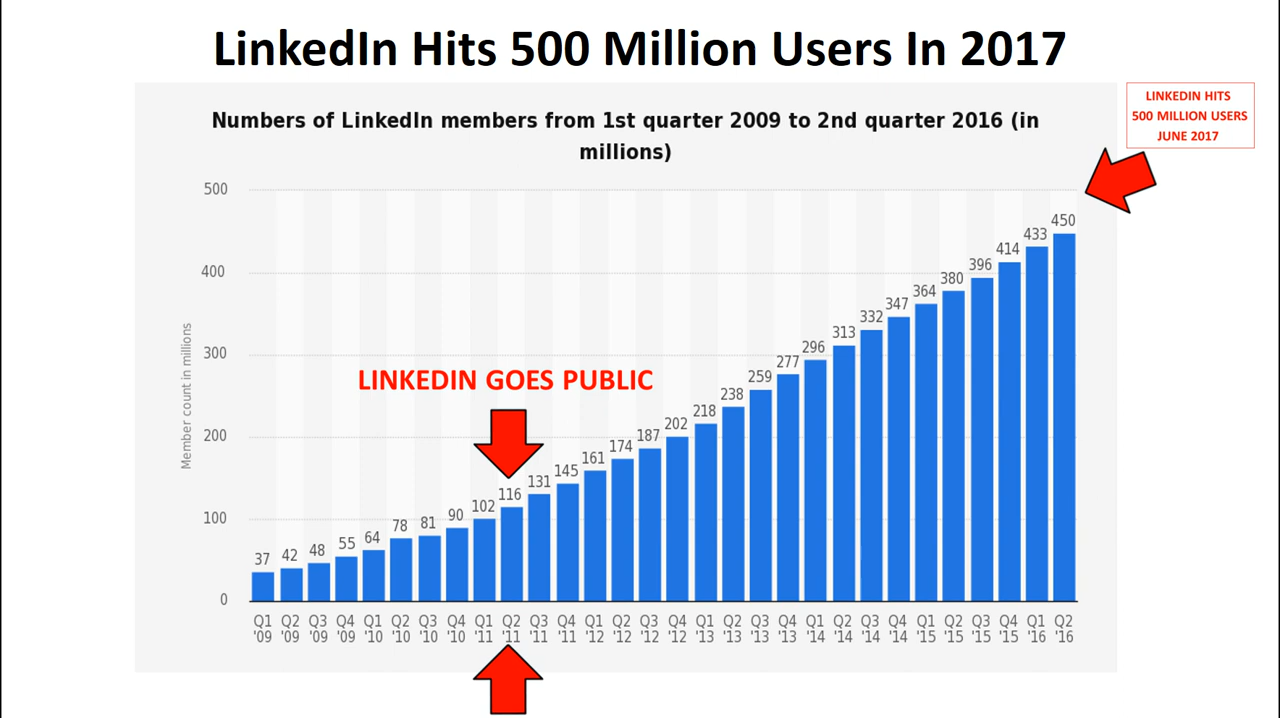 LinkedIn Hits 500 Million Users In 2017
LINKEDIN HITS
500 MILLION USERS
JUNE 2017
Numbers of LinkedIn members from 1st quarter 2009 to 2nd quarter 2016 (in
millions)
Member count in millions
500
400
300
200
100
0
LINKEDIN GOES PUBLIC
37 42 48 55 64 78 81 90 102 116 131 145 161 174 187 202 218 238 259 277 296 313 332 347 364 380 396 414 433 450
Q1 Q2 Q3 Q4 Q1 Q2 Q3 Q4 Q1 Q2 Q3 Q4 Q1 Q2 Q3 Q4 Q1 Q2 Q3 Q4 Q1 Q2 Q3 Q4 Q1 Q2 Q3 Q4 Q1 Q2
'09 '09 '09 '09 '10 '10 '10 '10 '11 '11 '11 '11 '12 '12 '12 '12 '13 '13 '13 '13 '14 '14 '14 '14 '15 '15 '15 '15 '16 '16